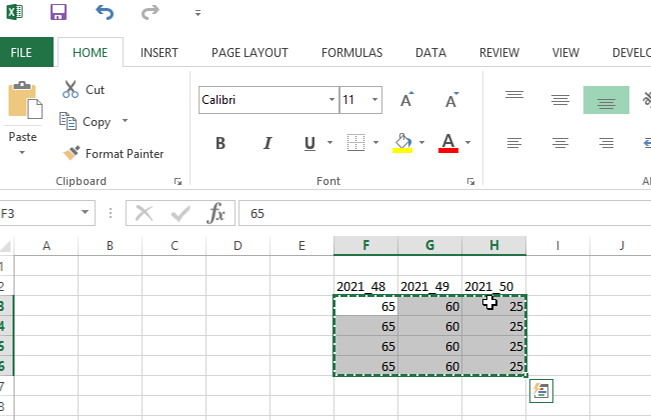 FILE HOME INSERT PAGE LAYOUT FORMULAS DATA REVIEW VIEW DEVELO
Paste
Cut
Copy
Format Painter
Clipboard
Calibri 11 A A
B I U A
Font
Al
F3 fx 65
A B C D E F G H I J
1
2 2021_48 2021_49 2021_50
3 65 60 25
4 65 60 25
5 65 60 25
6 65 60 25
7
8